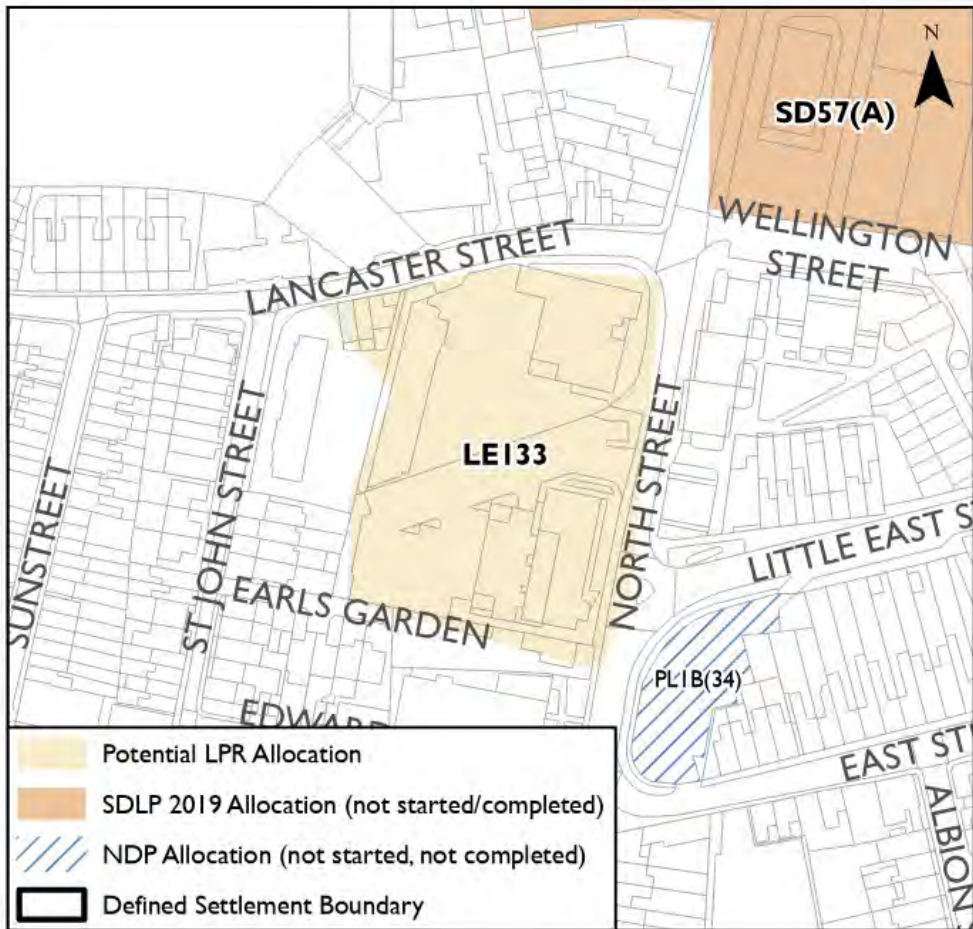 N
SD57(A)
WELLINGTON
STREET
LANCASTER STREET
LE133
NORTH STREET
ST JOHN STREET
SUNSTREET
LITTLE EAST S
EARLS GARDEN
PL1B(34)
EDWARD
EAST ST
ALBION
Potential LPR Allocation
SDLP 2019 Allocation (not started/completed)
NDP Allocation (not started, not completed)
Defined Settlement Boundary